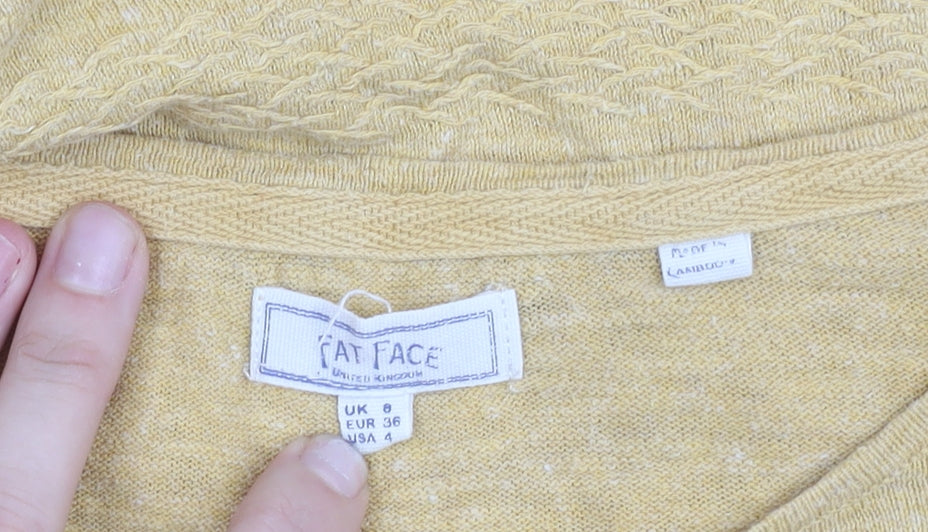 MADE IN
CAMBODIA
FAT FACE
UNITED KINGDOM
UK 8
EUR 36
USA 4